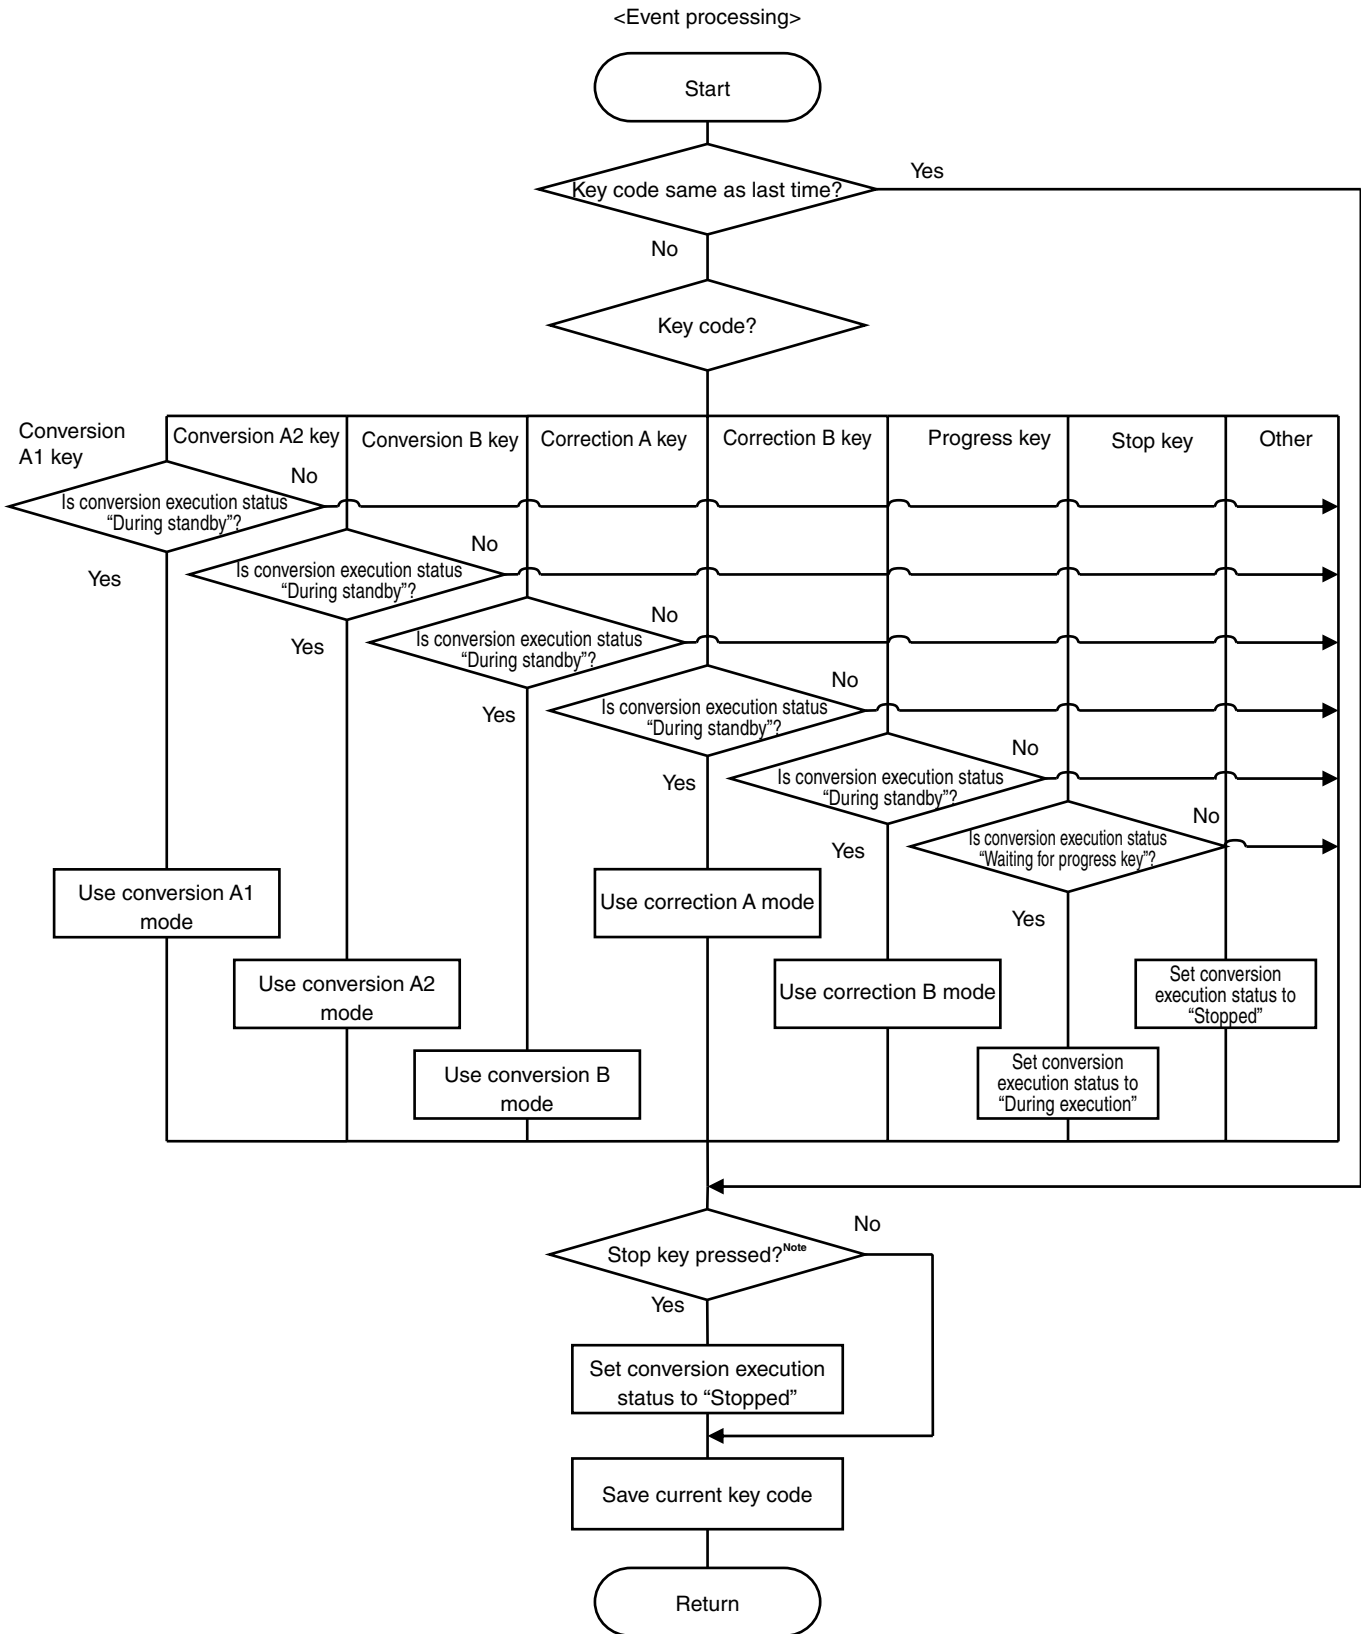 <Event processing>
Start
Key code same as last time?
Yes
No
Key code?
Conversion
A1 key
Conversion A2 key
Conversion B key
Correction A key
Correction B key
Progress key
Stop key
Other
No
Is conversion execution status
“During standby”?
Yes
No
Is conversion execution status
“During standby”?
Yes
No
Is conversion execution status
“During standby”?
Yes
No
Is conversion execution status
“During standby”?
Yes
No
Is conversion execution status
“During standby”?
Yes
No
Is conversion execution status
“Waiting for progress key”?
Yes
Use conversion A1
mode
Use conversion A2
mode
Use conversion B
mode
Use correction A mode
Use correction B mode
Set conversion
execution status to
“During execution”
Set conversion
execution status to
“Stopped”
Stop key pressed?Note
No
Yes
Set conversion execution
status to “Stopped”
Save current key code
Return